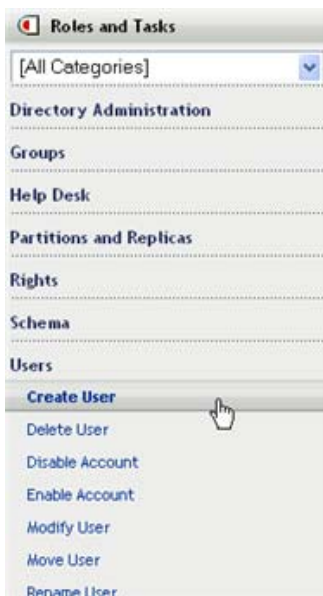 Roles and Tasks
[All Categories]
Directory Administration
Groups
Help Desk
Partitions and Replicas
Rights
Schema
Users
Create User
Delete User
Disable Account
Enable Account
Modify User
Move User
Rename User